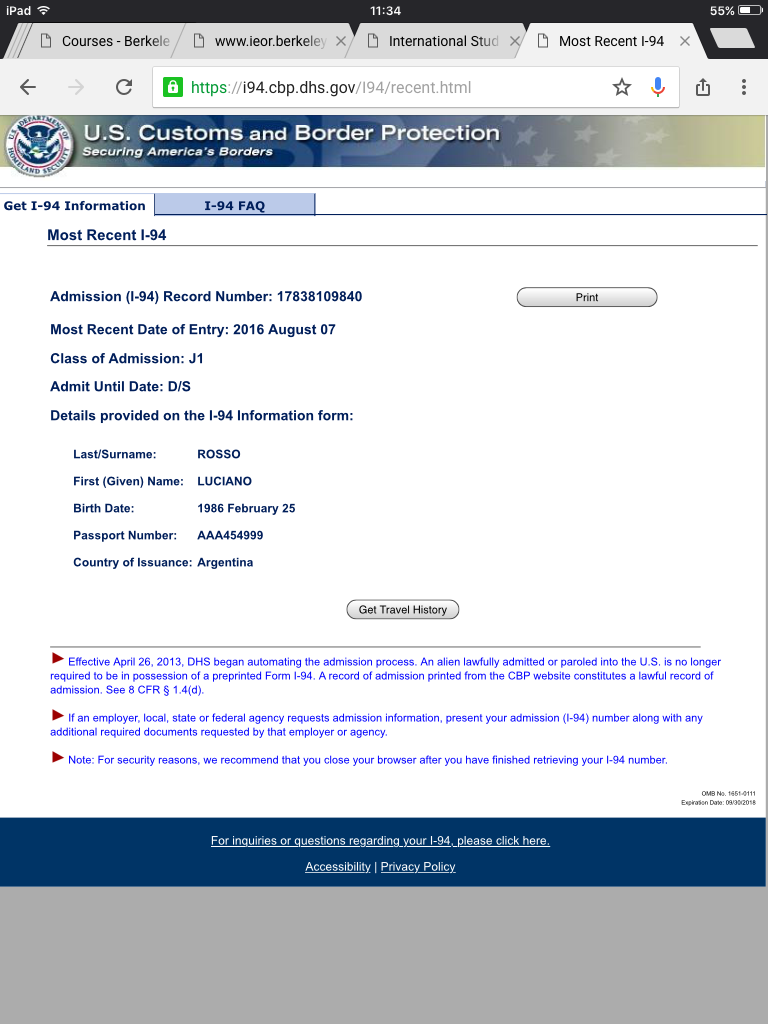 iPad 11:34 55%
Courses - Berkele www.ieor.berkeley International Stud Most Recent I-94
https://i94.cbp.dhs.gov/I94/recent.html
U.S. Customs and Border Protection
Securing America's Borders
Get I-94 Information I-94 FAQ
Most Recent I-94
Admission (I-94) Record Number: 17838109840 Print
Most Recent Date of Entry: 2016 August 07
Class of Admission: J1
Admit Until Date: D/S
Details provided on the I-94 Information form:
Last/Surname: ROSSO
First (Given) Name: LUCIANO
Birth Date: 1986 February 25
Passport Number: AAA454999
Country of Issuance: Argentina
Get Travel History
Effective April 26, 2013, DHS began automating the admission process. An alien lawfully admitted or paroled into the U.S. is no longer
required to be in possession of a preprinted Form I-94. A record of admission printed from the CBP website constitutes a lawful record of
admission. See 8 CFR § 1.4(d).
If an employer, local, state or federal agency requests admission information, present your admission (I-94) number along with any
additional required documents requested by that employer or agency.
Note: For security reasons, we recommend that you close your browser after you have finished retrieving your I-94 number.
OMB No. 1651-0111
Expiration Date: 09/30/2018
For inquiries or questions regarding your I-94, please click here.
Accessibility | Privacy Policy